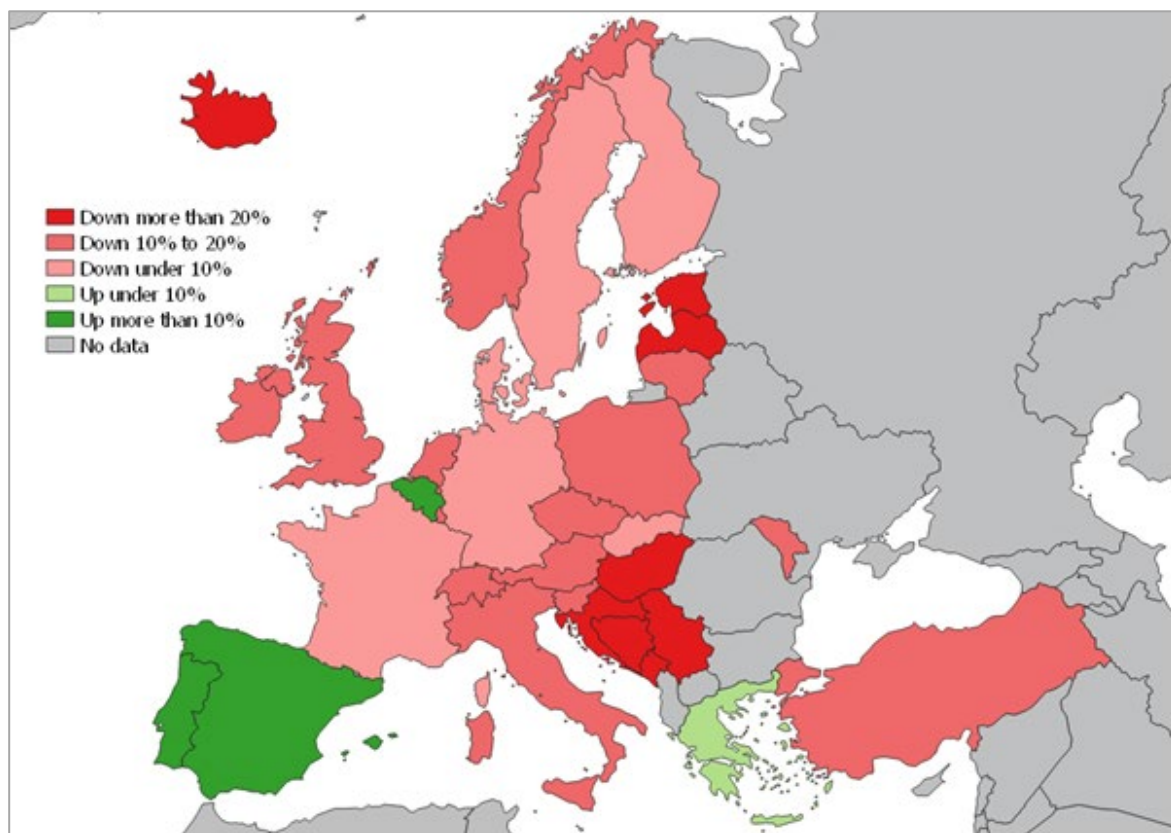 Down more than 20%
Down 10% to 20%
Down under 10%
Up under 10%
Up more than 10%
No data